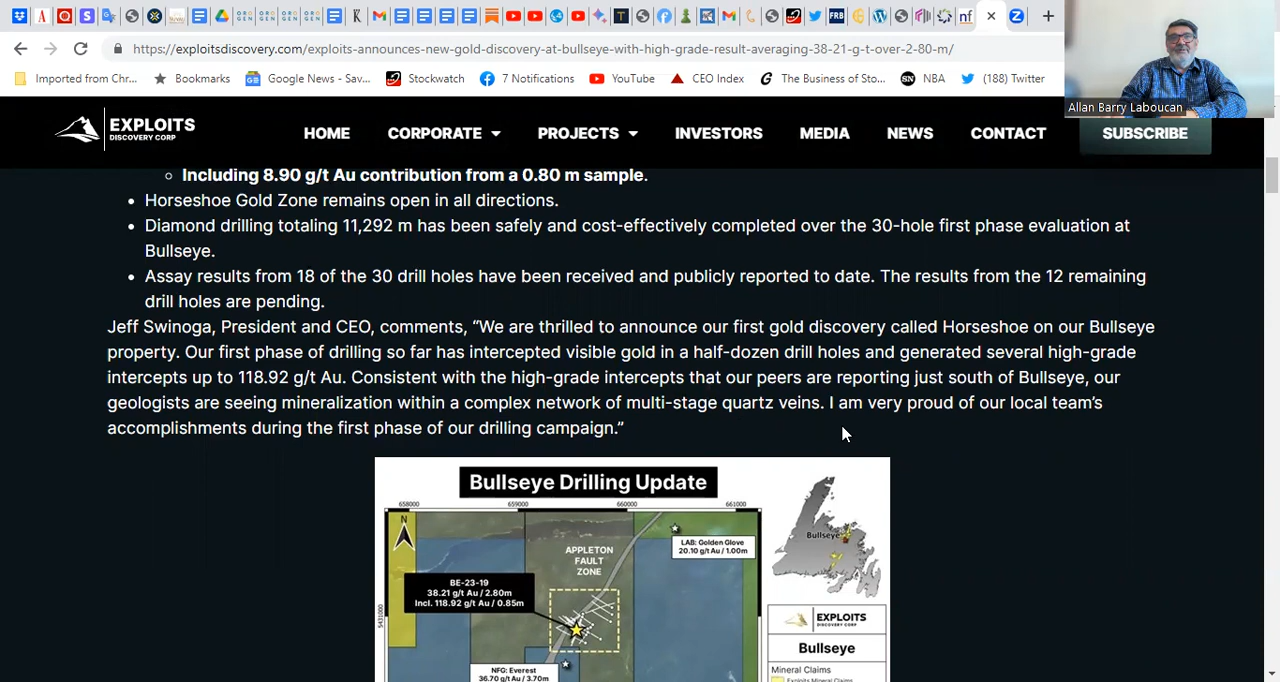 https://exploitsdiscovery.com/exploits-announces-new-gold-discovery-at-bullseye-with-high-grade-result-averaging-38-21-g-t-over-2-80-m/
Imported from Chr...
Bookmarks
Google News - Sav...
Stockwatch
7 Notifications
YouTube
CEO Index
The Business of Sto...
NBA
(188) Twitter
Allan Barry Laboucan
EXPLOITS
DISCOVERY CORP
HOME
CORPORATE
PROJECTS
INVESTORS
MEDIA
NEWS
CONTACT
SUBSCRIBE
Including 8.90 g/t Au contribution from a 0.80 m sample.
Horseshoe Gold Zone remains open in all directions.
Diamond drilling totaling 11,292 m has been safely and cost-effectively completed over the 30-hole first phase evaluation at
Bullseye.
Assay results from 18 of the 30 drill holes have been received and publicly reported to date. The results from the 12 remaining
drill holes are pending.
Jeff Swinoga, President and CEO, comments, “We are thrilled to announce our first gold discovery called Horseshoe on our Bullseye
property. Our first phase of drilling so far has intercepted visible gold in a half-dozen drill holes and generated several high-grade
intercepts up to 118.92 g/t Au. Consistent with the high-grade intercepts that our peers are reporting just south of Bullseye, our
geologists are seeing mineralization within a complex network of multi-stage quartz veins. I am very proud of our local team’s
accomplishments during the first phase of our drilling campaign.”
Bullseye Drilling Update
658000
659000
660000
661000
N
5431000
APPLETON
FAULT
ZONE
LAB: Golden Glove
20.10 g/t Au / 1.00m
BE-23-19
38.21 g/t Au / 2.80m
Incl. 118.92 g/t Au / 0.85m
NFG: Everest
36.70 g/t Au / 3.70m
Bullseye
EXPLOITS
DISCOVERY CORP
Bullseye
Mineral Claims
Exploits Mineral Claims